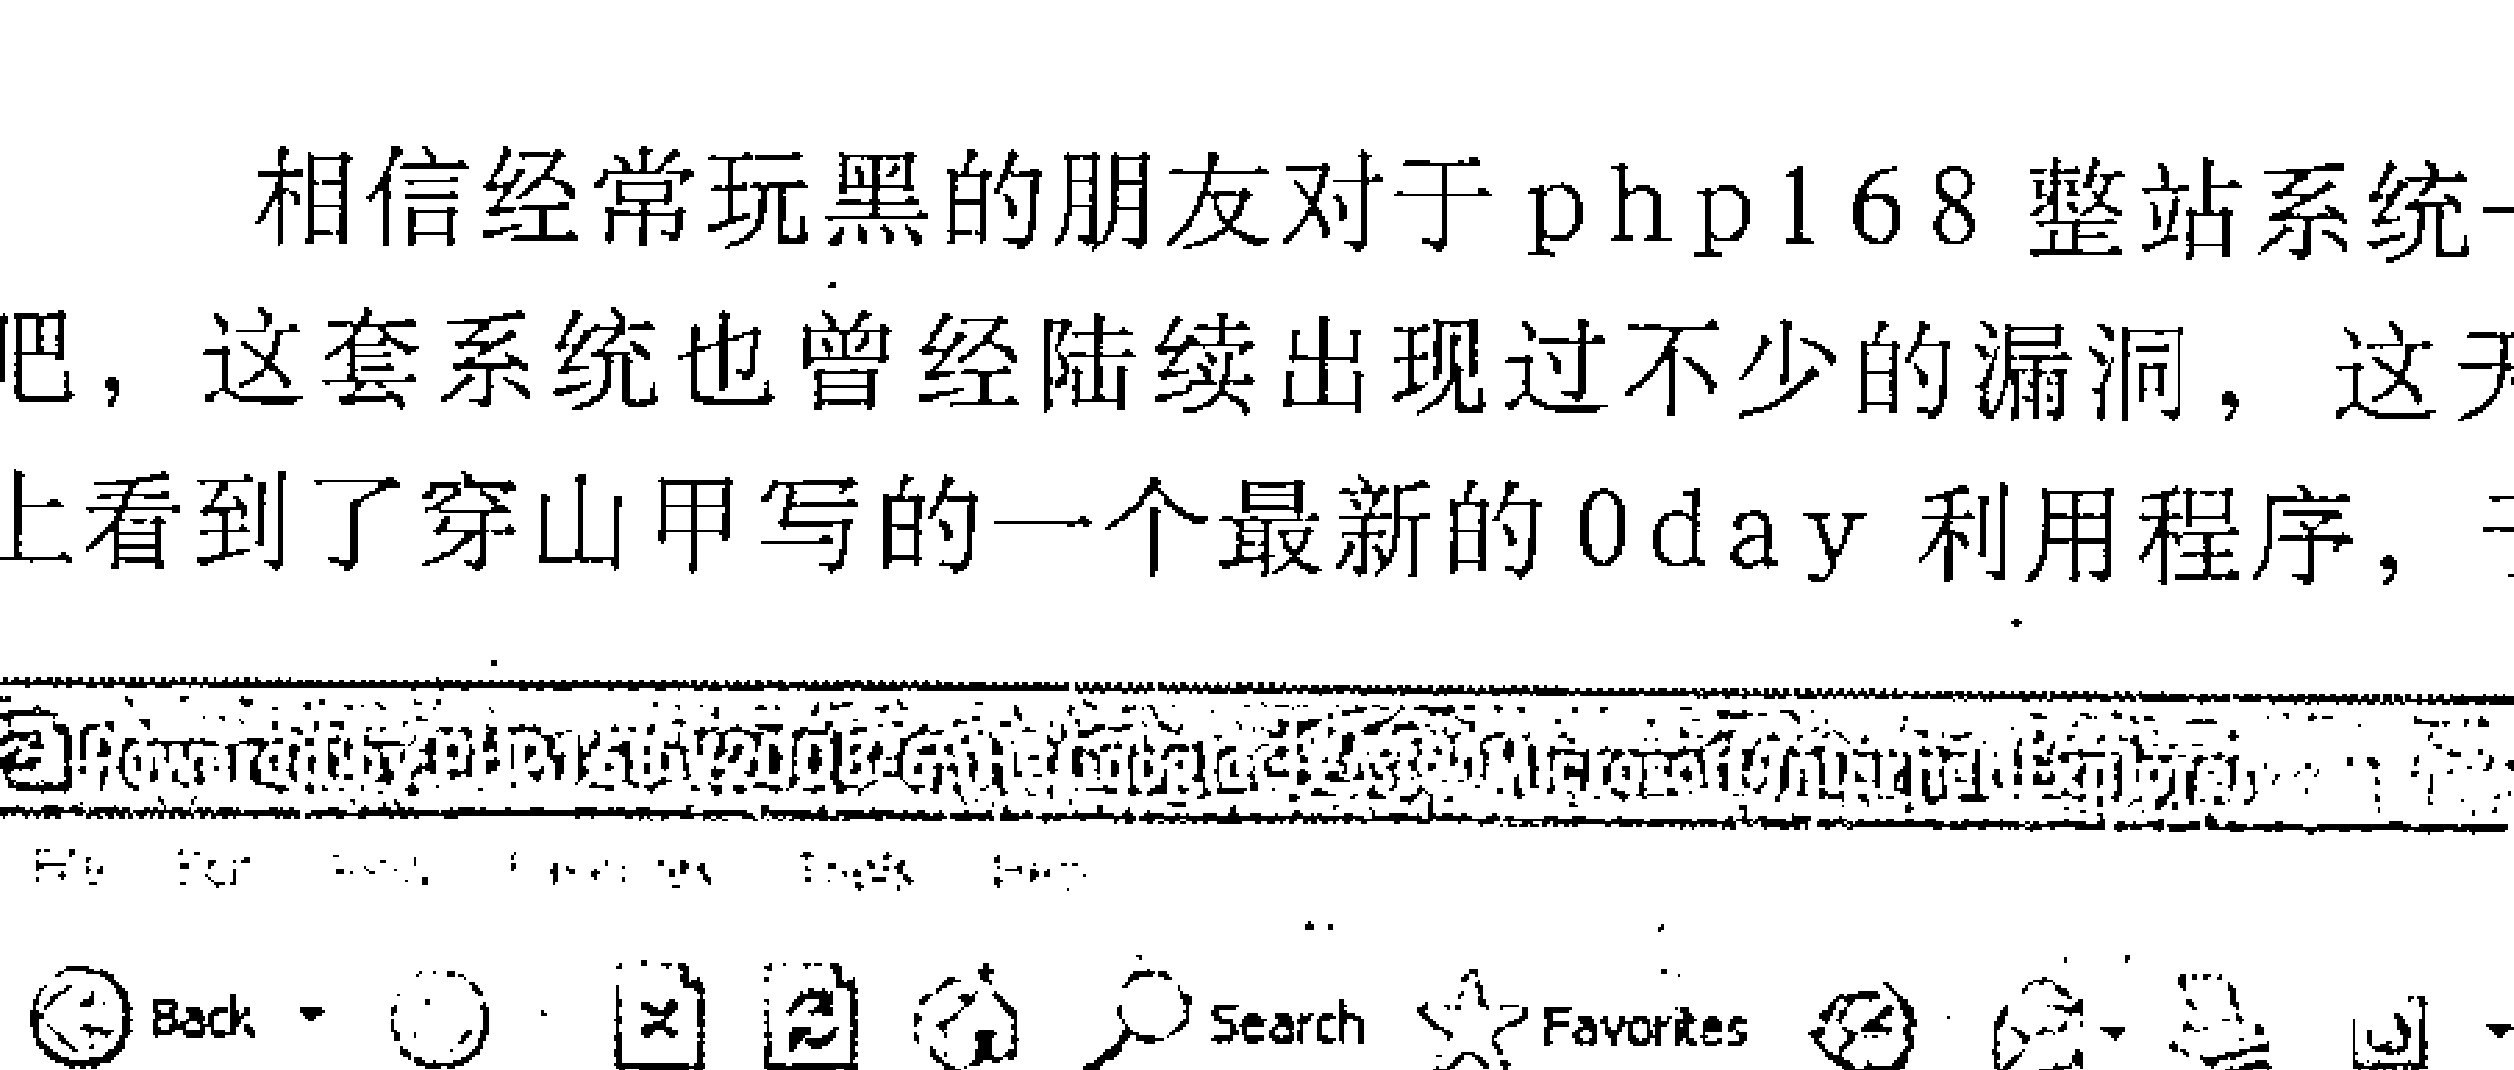 相信经常玩黑的朋友对于php168整站系统
吧，这套系统也曾经陆续出现过不少的漏洞，这天
上看到了穿山甲写的一个最新的0day 利用程序，
Back Search Favorites